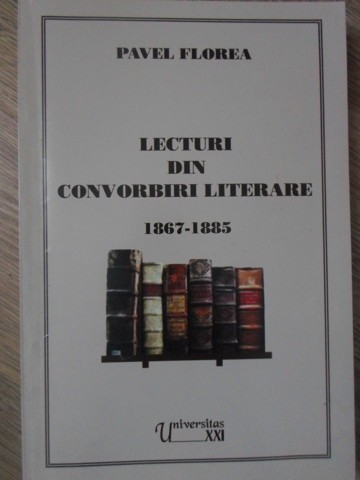 PAVEL FLOREA
LECTURI
DIN
CONVORBIRI LITERARE
1867-1885
Universitas
XXI